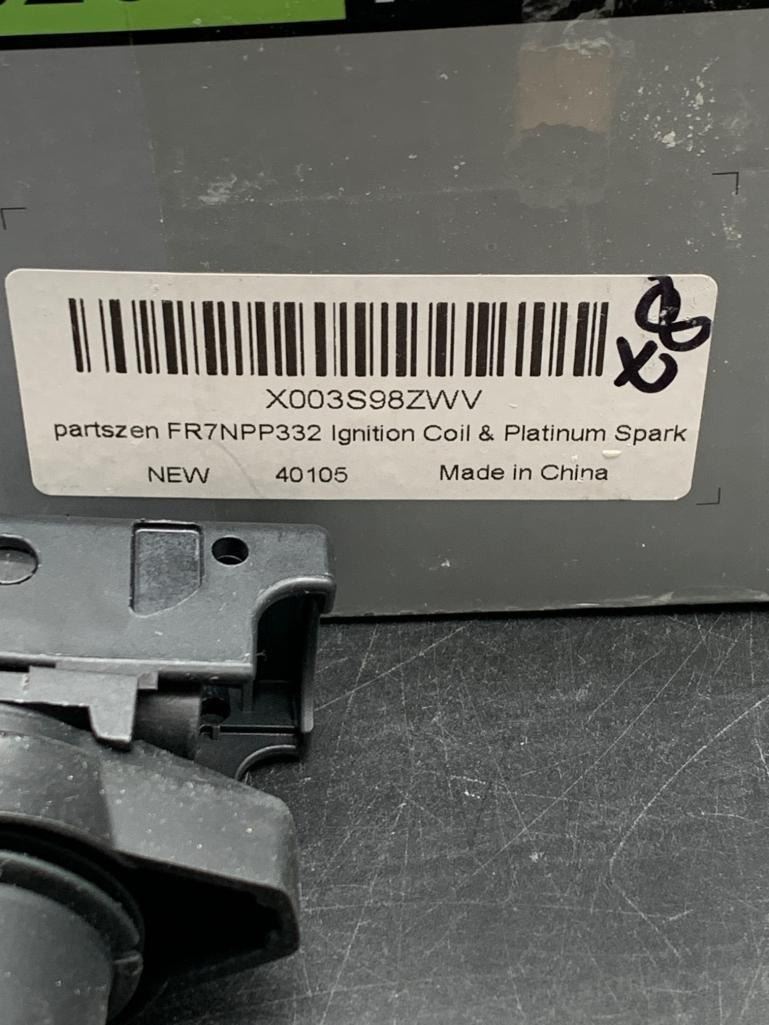 X003S98ZWV
partszen FR7NPP332 Ignition Coil & Platinum Spark
NEW 40105 Made in China